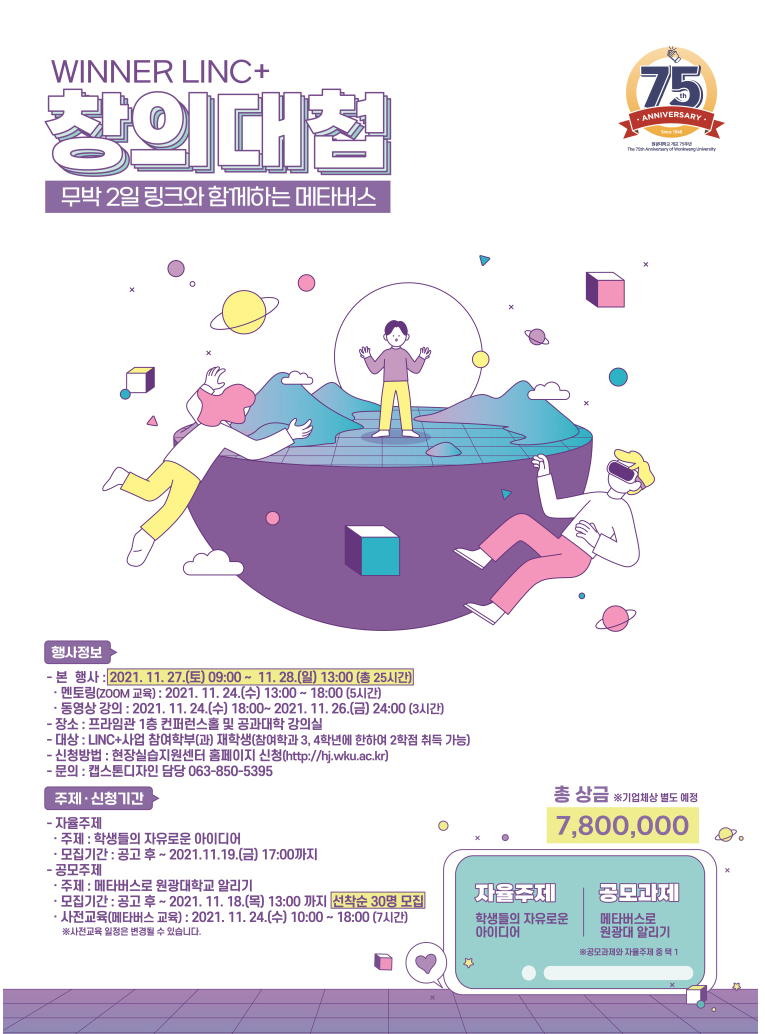 WINNER LINC+
창의대첩
무박 2일 링크와 함께하는 메타버스
75th
ANNIVERSARY
Since 1946
원광대학교 개교 75주년
The 75th Anniversary of Wonkwang University
행사정보
- 본 행사 : 2021. 11. 27.(토) 09:00 ~ 11. 28.(일) 13:00 (총 25시간)
· 멘토링(ZOOM 교육) : 2021. 11. 24.(수) 13:00 ~ 18:00 (5시간)
· 동영상 강의 : 2021. 11. 24.(수) 18:00~ 2021. 11. 26.(금) 24:00 (3시간)
- 장소 : 프라임관 1층 컨퍼런스홀 및 공과대학 강의실
- 대상 : LINC+사업 참여학부(과) 재학생(참여학과 3, 4학년에 한하여 2학점 취득 가능)
- 신청방법 : 현장실습지원센터 홈페이지 신청(http://hj.wku.ac.kr)
- 문의 : 캡스톤디자인 담당 063-850-5395
주제 · 신청기간
- 자율주제
· 주제 : 학생들의 자유로운 아이디어
· 모집기간 : 공고 후 ~ 2021.11.19.(금) 17:00까지
- 공모주제
· 주제 : 메타버스로 원광대학교 알리기
· 모집기간 : 공고 후 ~ 2021. 11. 18.(목) 13:00 까지 선착순 30명 모집
· 사전교육(메타버스 교육) : 2021. 11. 24.(수) 10:00 ~ 18:00 (7시간)
※사전교육 일정은 변경될 수 있습니다.
총 상금 ※기업체상 별도 예정
7,800,000
자율주제
학생들의 자유로운
아이디어
공모과제
메타버스로
원광대 알리기
※공모과제와 자율주제 중 택 1